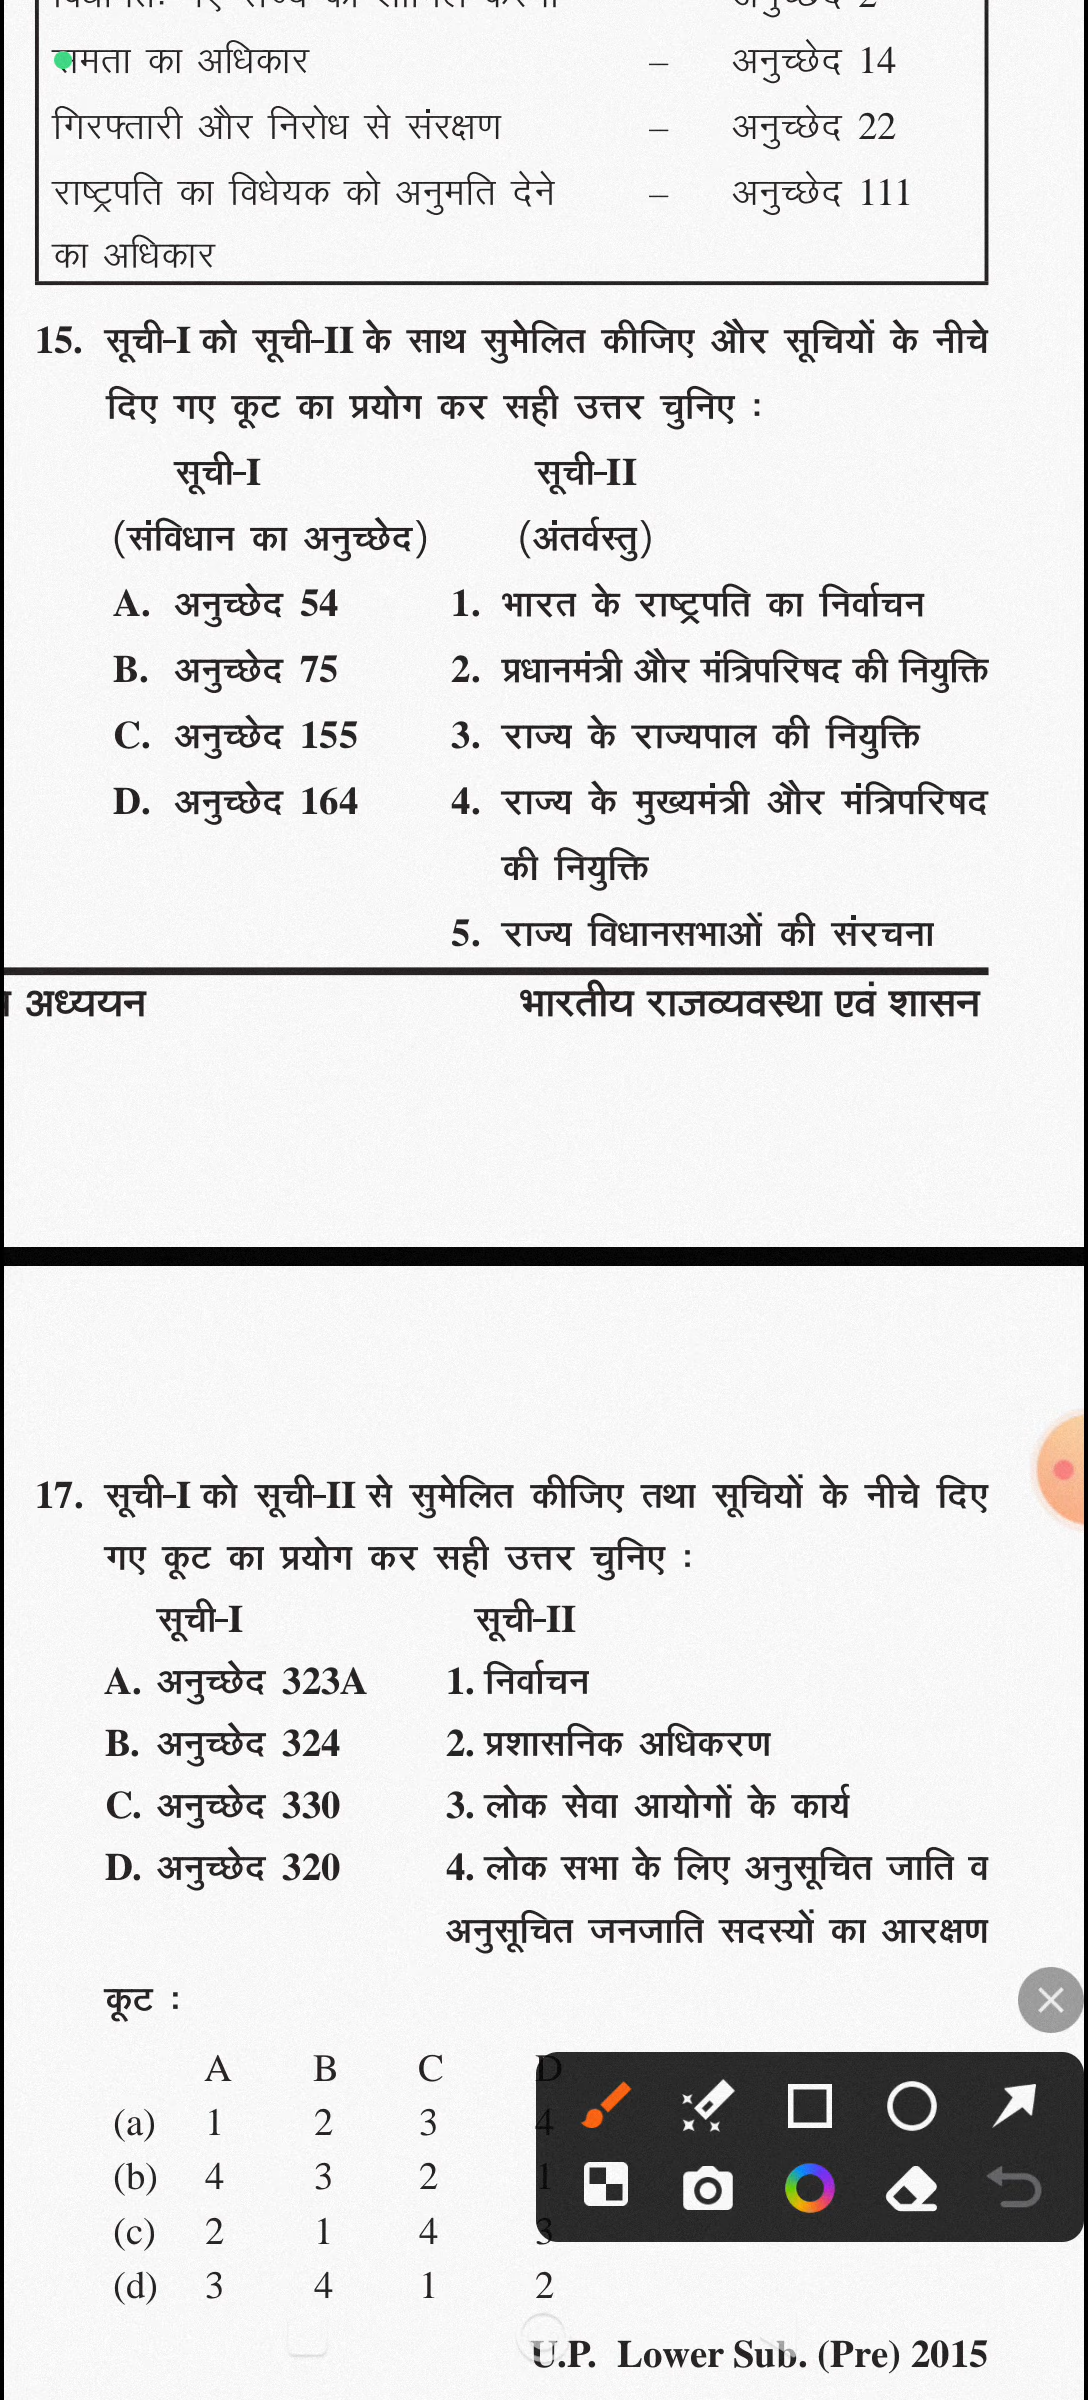 समता का अधिकार – अनुच्छेद 14
गिरफ्तारी और निरोध से संरक्षण – अनुच्छेद 22
राष्ट्रपति का विधेयक को अनुमति देने – अनुच्छेद 111
का अधिकार
15. सूची-I को सूची-II के साथ सुमेलित कीजिए और सूचियों के नीचे
दिए गए कूट का प्रयोग कर सही उत्तर चुनिए :
सूची-I सूची-II
(संविधान का अनुच्छेद) (अंतर्वस्तु)
A. अनुच्छेद 54 1. भारत के राष्ट्रपति का निर्वाचन
B. अनुच्छेद 75 2. प्रधानमंत्री और मंत्रिपरिषद की नियुक्ति
C. अनुच्छेद 155 3. राज्य के राज्यपाल की नियुक्ति
D. अनुच्छेद 164 4. राज्य के मुख्यमंत्री और मंत्रिपरिषद
की नियुक्ति
5. राज्य विधानसभाओं की संरचना
अध्ययन भारतीय राजव्यवस्था एवं शासन
17. सूची-I को सूची-II से सुमेलित कीजिए तथा सूचियों के नीचे दिए
गए कूट का प्रयोग कर सही उत्तर चुनिए :
सूची-I सूची-II
A. अनुच्छेद 323A 1. निर्वाचन
B. अनुच्छेद 324 2. प्रशासनिक अधिकरण
C. अनुच्छेद 330 3. लोक सेवा आयोगों के कार्य
D. अनुच्छेद 320 4. लोक सभा के लिए अनुसूचित जाति व
अनुसूचित जनजाति सदस्यों का आरक्षण
कूट :
A B C D
(a) 1 2 3 4
(b) 4 3 2 1
(c) 2 1 4 3
(d) 3 4 1 2
U.P. Lower Sub. (Pre) 2015